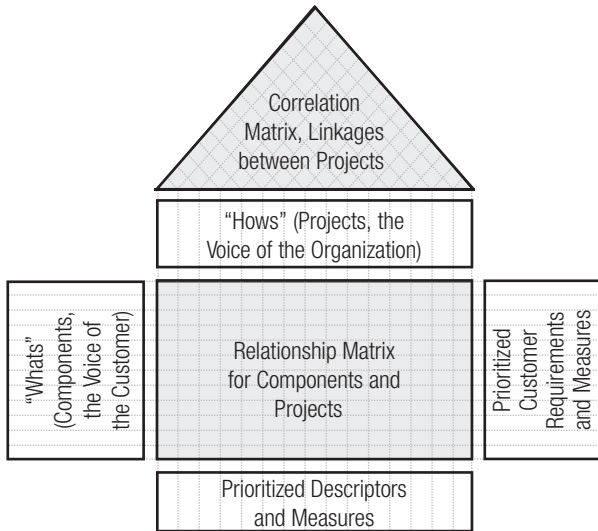 Correlation
Matrix, Linkages
between Projects
“Hows” (Projects, the
Voice of the Organization)
“Whats”
(Components,
the Voice of
the Customer)
Relationship Matrix
for Components and
Projects
Prioritized
Customer
Requirements
and Measures
Prioritized Descriptors
and Measures